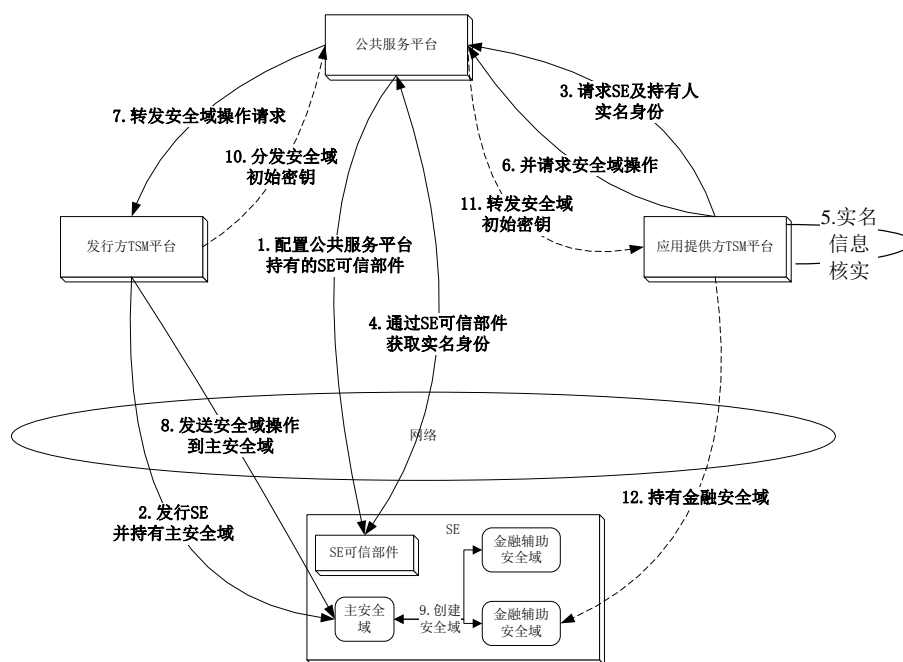 公共服务平台
3.请求SE及持有人
实名身份
7.转发安全域操作请求
10.分发安全域
初始密钥
6.并请求安全域操作
11.转发安全域
初始密钥
5.实名
信息
核实
发行方TSM平台
应用提供方TSM平台
1.配置公共服务平台
持有的SE可信部件
4.通过SE可信部件
获取实名身份
8.发送安全域操作
到主安全域
网络
12.持有金融安全域
2.发行SE
并持有主安全域
SE
SE可信部件
金融辅助
安全域
主安全
域
9.创建
安全域
金融辅助
安全域